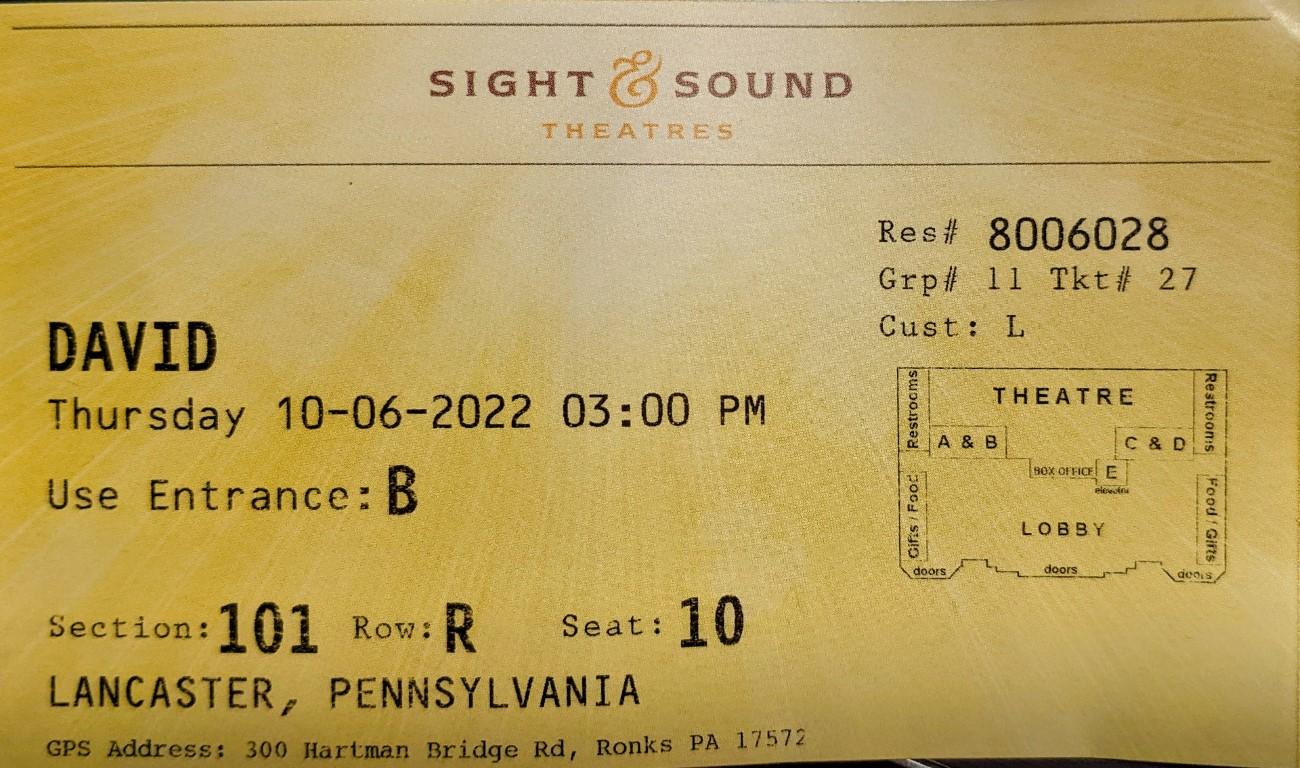 SIGHT & SOUND
THEATRES
Res# 8006028
Grp# 11 Tkt# 27
Cust: L
DAVID
Thursday 10-06-2022 03:00 PM
Use Entrance: B
Restrooms
THEATRE
Restrooms
A & B
C & D
BOX OFFICE
E
elevator
Gifts / Food
LOBBY
Food / Gifts
doors
doors
doors
Section: 101 Row: R Seat: 10
LANCASTER, PENNSYLVANIA
GPS Address: 300 Hartman Bridge Rd, Ronks PA 17572